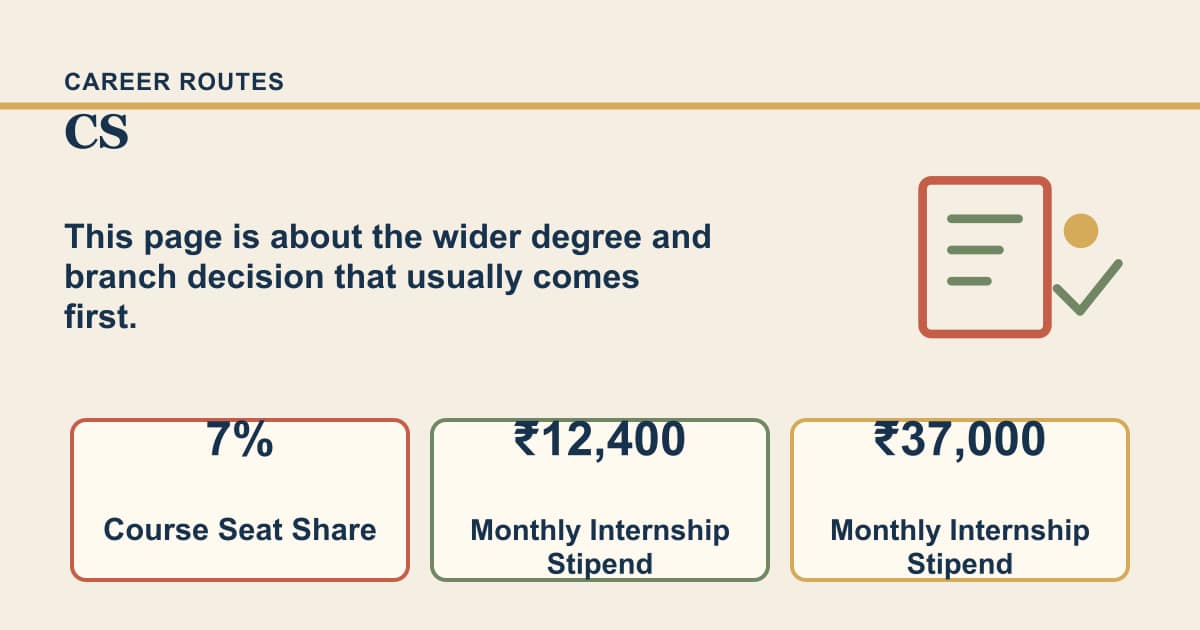 CAREER ROUTES
CS
This page is about the wider degree and
branch decision that usually comes
first.
7%
Course Seat Share
₹12,400
Monthly Internship
Stipend
₹37,000
Monthly Internship
Stipend